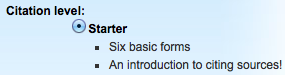 Citation level:
Starter
Six basic forms
An introduction to citing sources!